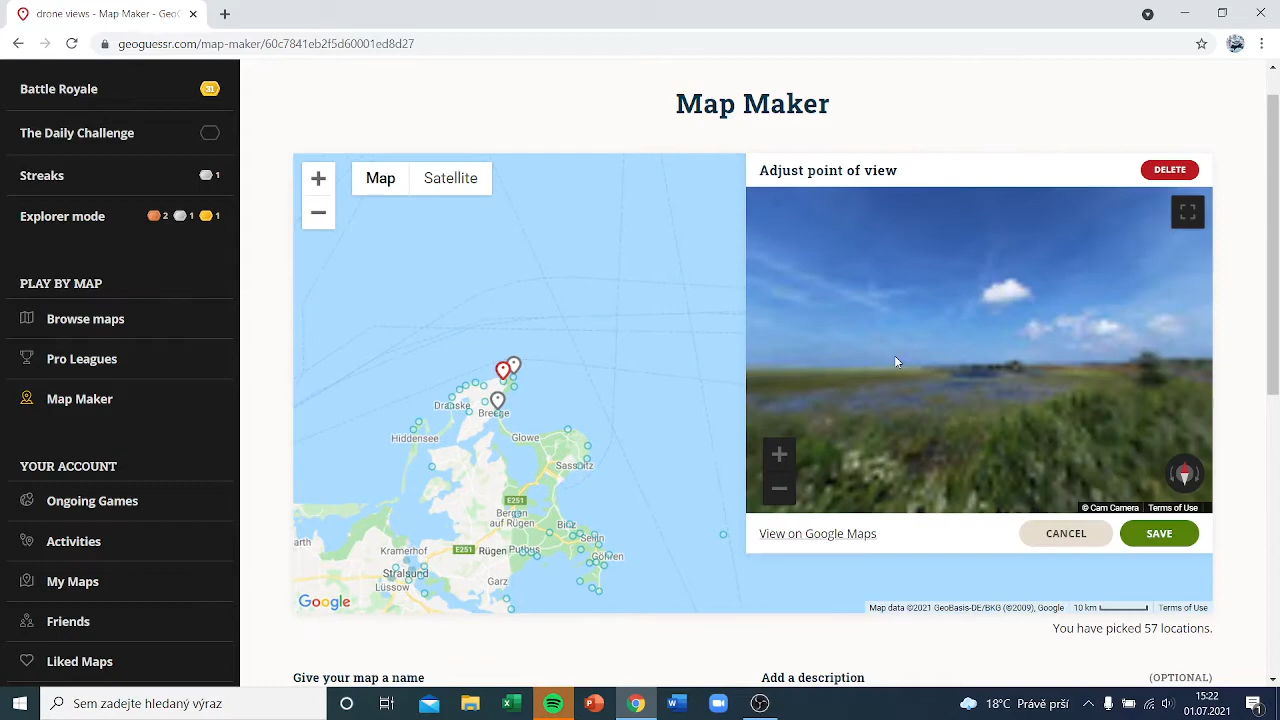 drone views - Map Maker - GeoG
geoguessr.com/map-maker/60c7841eb2f5d60001ed8d27
Battle Royale 31
The Daily Challenge
Streaks 1
Explorer mode 2 1 1
PLAY BY MAP
Browse maps
Pro Leagues
Map Maker
YOUR ACCOUNT
Ongoing Games
Activities
My Maps
Friends
Liked Maps
Map Maker
Map Satellite
Dranske
Breege
Hiddensee
Glowe
Sassnitz
E251
Bergen
auf Rügen
Binz
Sellin
arth
Kramerhof
E251
Rügen
Putbus
Göhren
Stralsund
Lüssow
Garz
Google
Adjust point of view
DELETE
© Cam Camera Terms of Use
View on Google Maps
CANCEL
SAVE
Map data ©2021 GeoBasis-DE/BKG (©2009), Google 10 km Terms of Use
You have picked 57 locations.
Give your map a name
Add a description (OPTIONAL)
Sem zadejte hledaný výraz
18°C Právě prší
15:22
01.07.2021
1